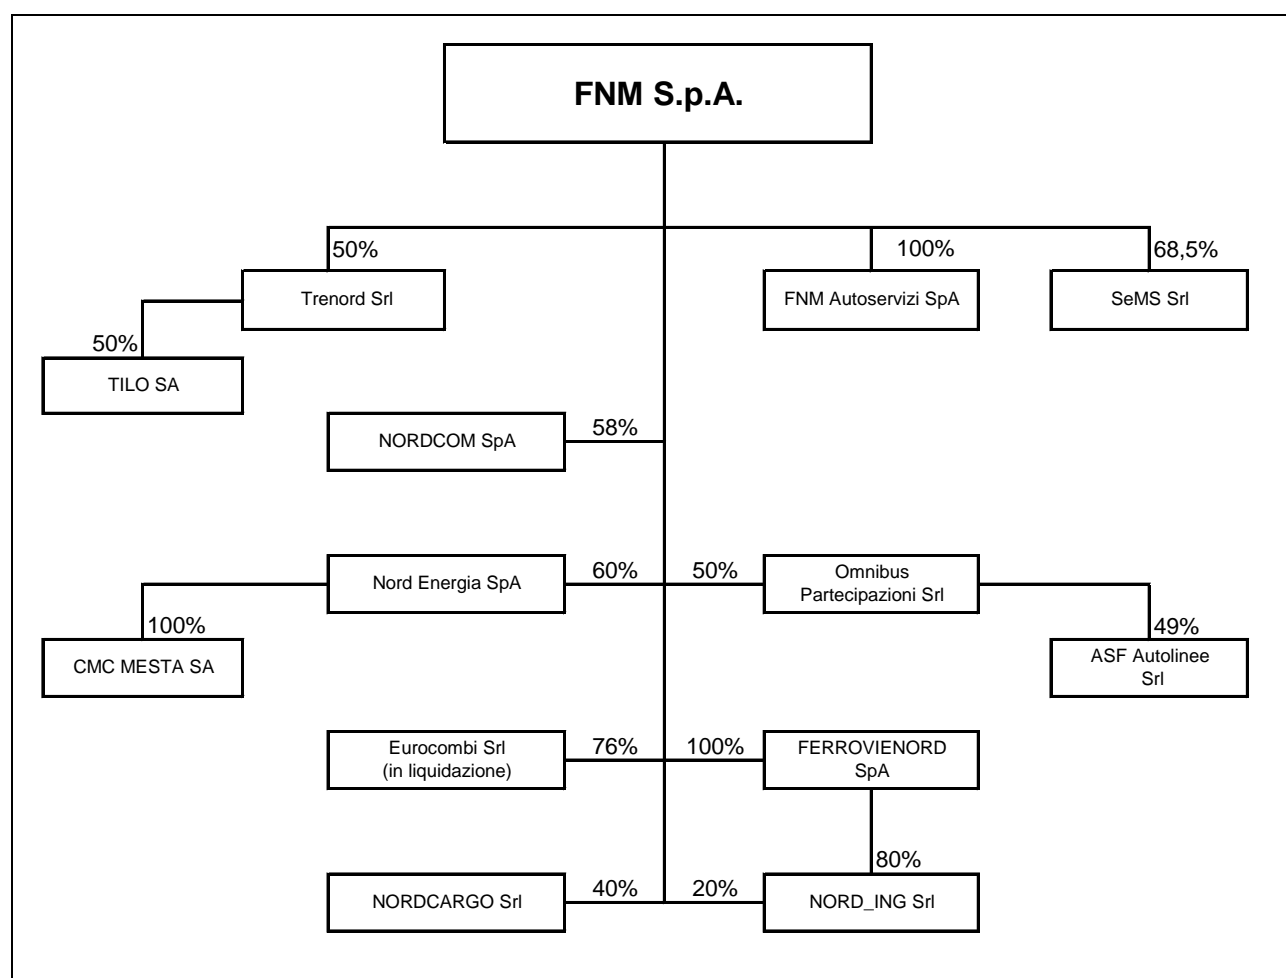 FNM S.p.A.
50%
100%
68,5%
Trenord Srl
FNM Autoservizi SpA
SeMS Srl
50%
TILO SA
NORDCOM SpA
58%
Nord Energia SpA
60%
50%
Omnibus
Partecipazioni Srl
100%
49%
CMC MESTA SA
ASF Autolinee
Srl
Eurocombi Srl
(in liquidazione)
76%
100%
FERROVIENORD
SpA
80%
NORDCARGO Srl
40%
20%
NORD_ING Srl